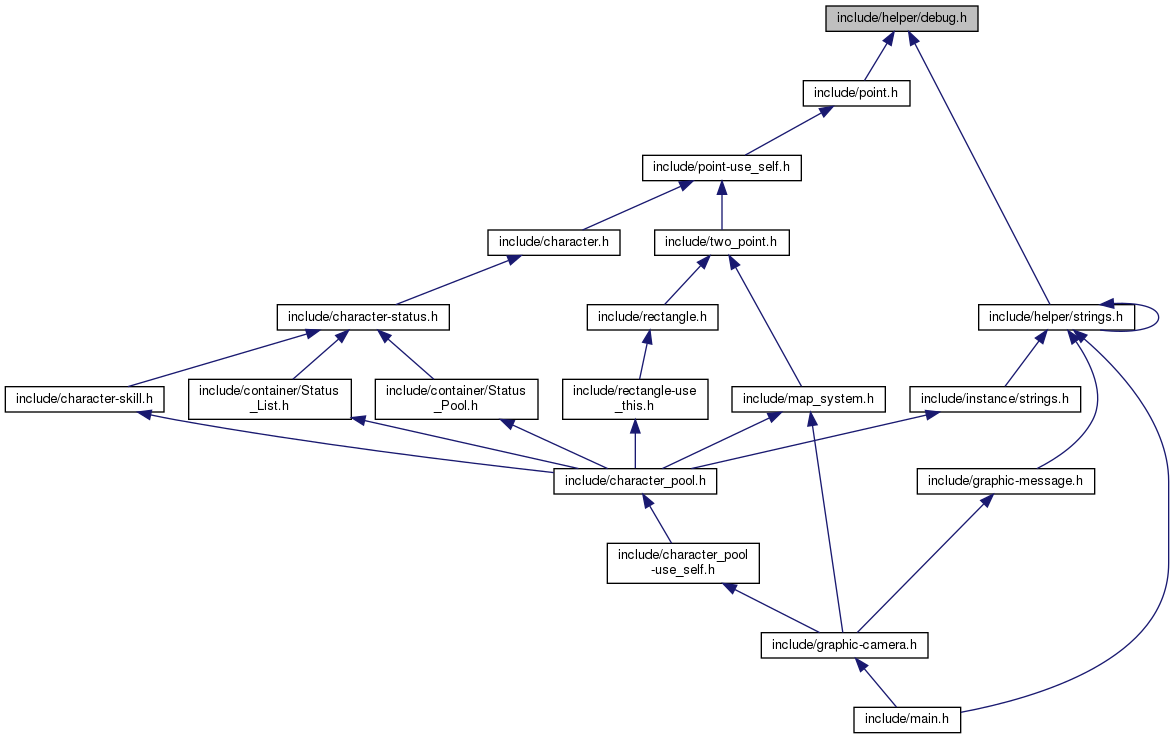 include/helper/debug.h
include/point.h
include/point-use_self.h
include/character.h
include/two_point.h
include/character-status.h
include/rectangle.h
include/helper/strings.h
include/character-skill.h
include/container/Status
_List.h
include/container/Status
_Pool.h
include/rectangle-use
_this.h
include/map_system.h
include/instance/strings.h
include/character_pool.h
include/graphic-message.h
include/character_pool
-use_self.h
include/graphic-camera.h
include/main.h